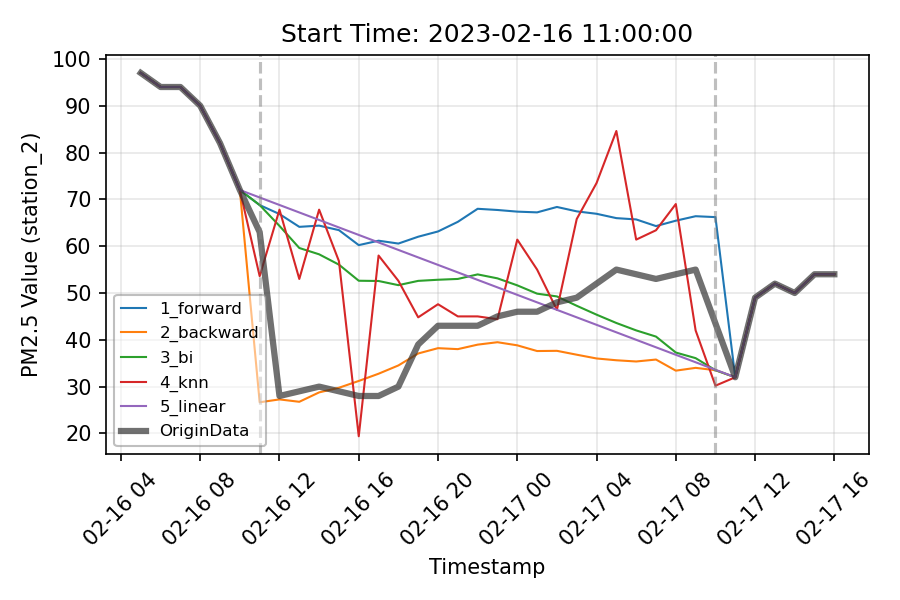 Start Time: 2023-02-16 11:00:00
PM2.5 Value (station_2)
100
90
80
70
60
50
40
30
20
1_forward
2_backward
3_bi
4_knn
5_linear
OriginData
02-16 04
02-16 08
02-16 12
02-16 16
02-16 20
02-17 00
02-17 04
02-17 08
02-17 12
02-17 16
Timestamp